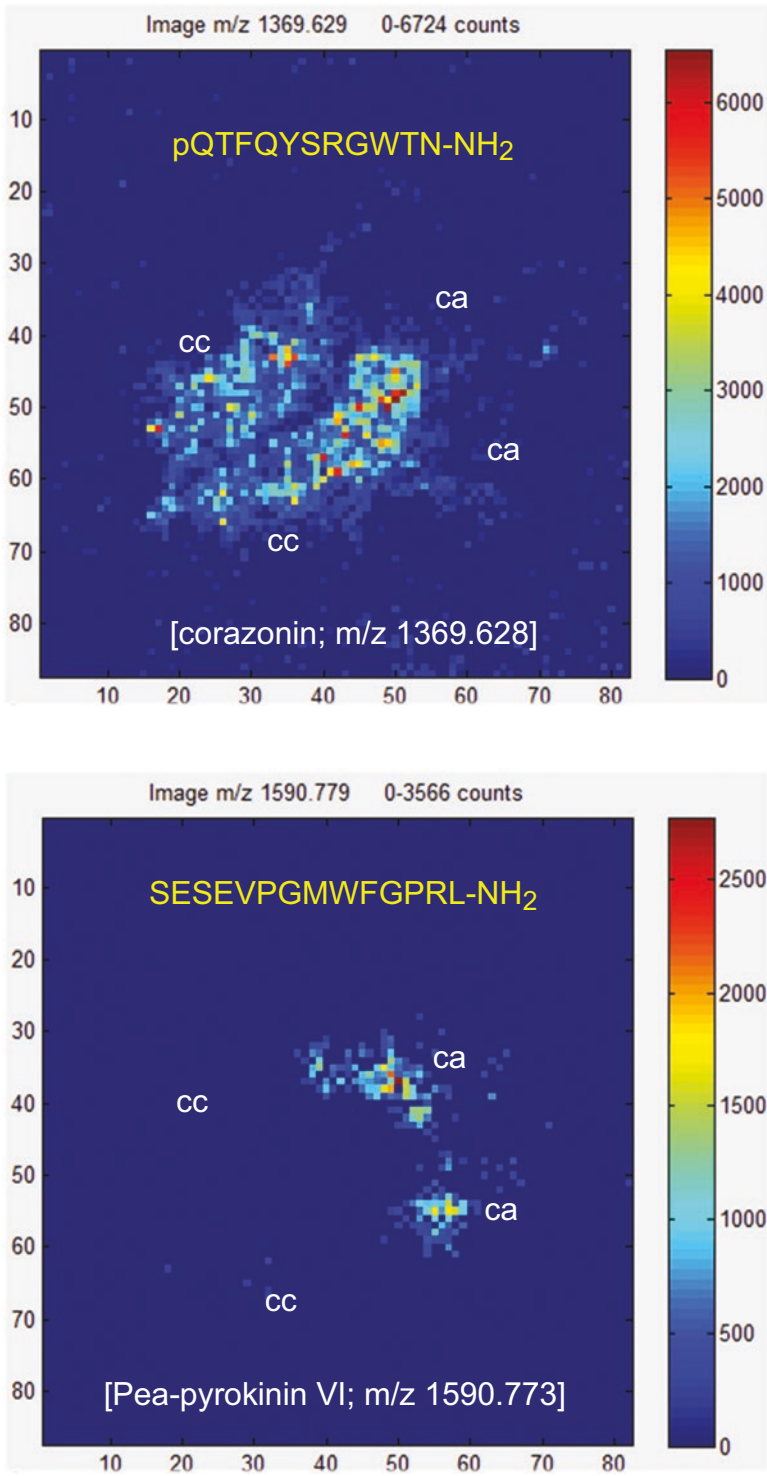 Image m/z 1369.629 0-6724 counts
pQTFQYSRGWTN-NH2
ca
cc
ca
cc
[corazonin; m/z 1369.628]
10
20
30
40
50
60
70
80
10 20 30 40 50 60 70 80
6000
5000
4000
3000
2000
1000
0
Image m/z 1590.779 0-3566 counts
SESEVPGMWFGPRL-NH2
ca
cc
ca
cc
[Pea-pyrokinin VI; m/z 1590.773]
10
20
30
40
50
60
70
80
10 20 30 40 50 60 70 80
2500
2000
1500
1000
500
0